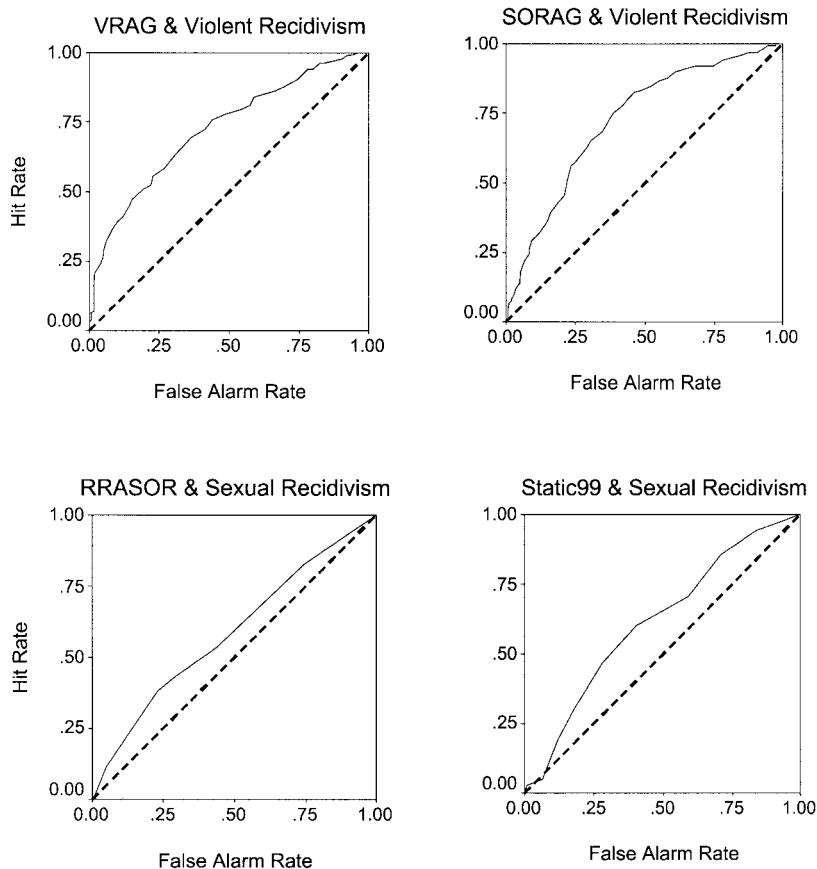 VRAG & Violent Recidivism
1.00
.75
.50
.25
0.00
Hit Rate
0.00 .25 .50 .75 1.00
False Alarm Rate
SORAG & Violent Recidivism
1.00
.75
.50
.25
0.00
0.00 .25 .50 .75 1.00
False Alarm Rate
RRASOR & Sexual Recidivism
1.00
.75
.50
.25
0.00
Hit Rate
0.00 .25 .50 .75 1.00
False Alarm Rate
Static99 & Sexual Recidivism
1.00
.75
.50
.25
0.00
0.00 .25 .50 .75 1.00
False Alarm Rate